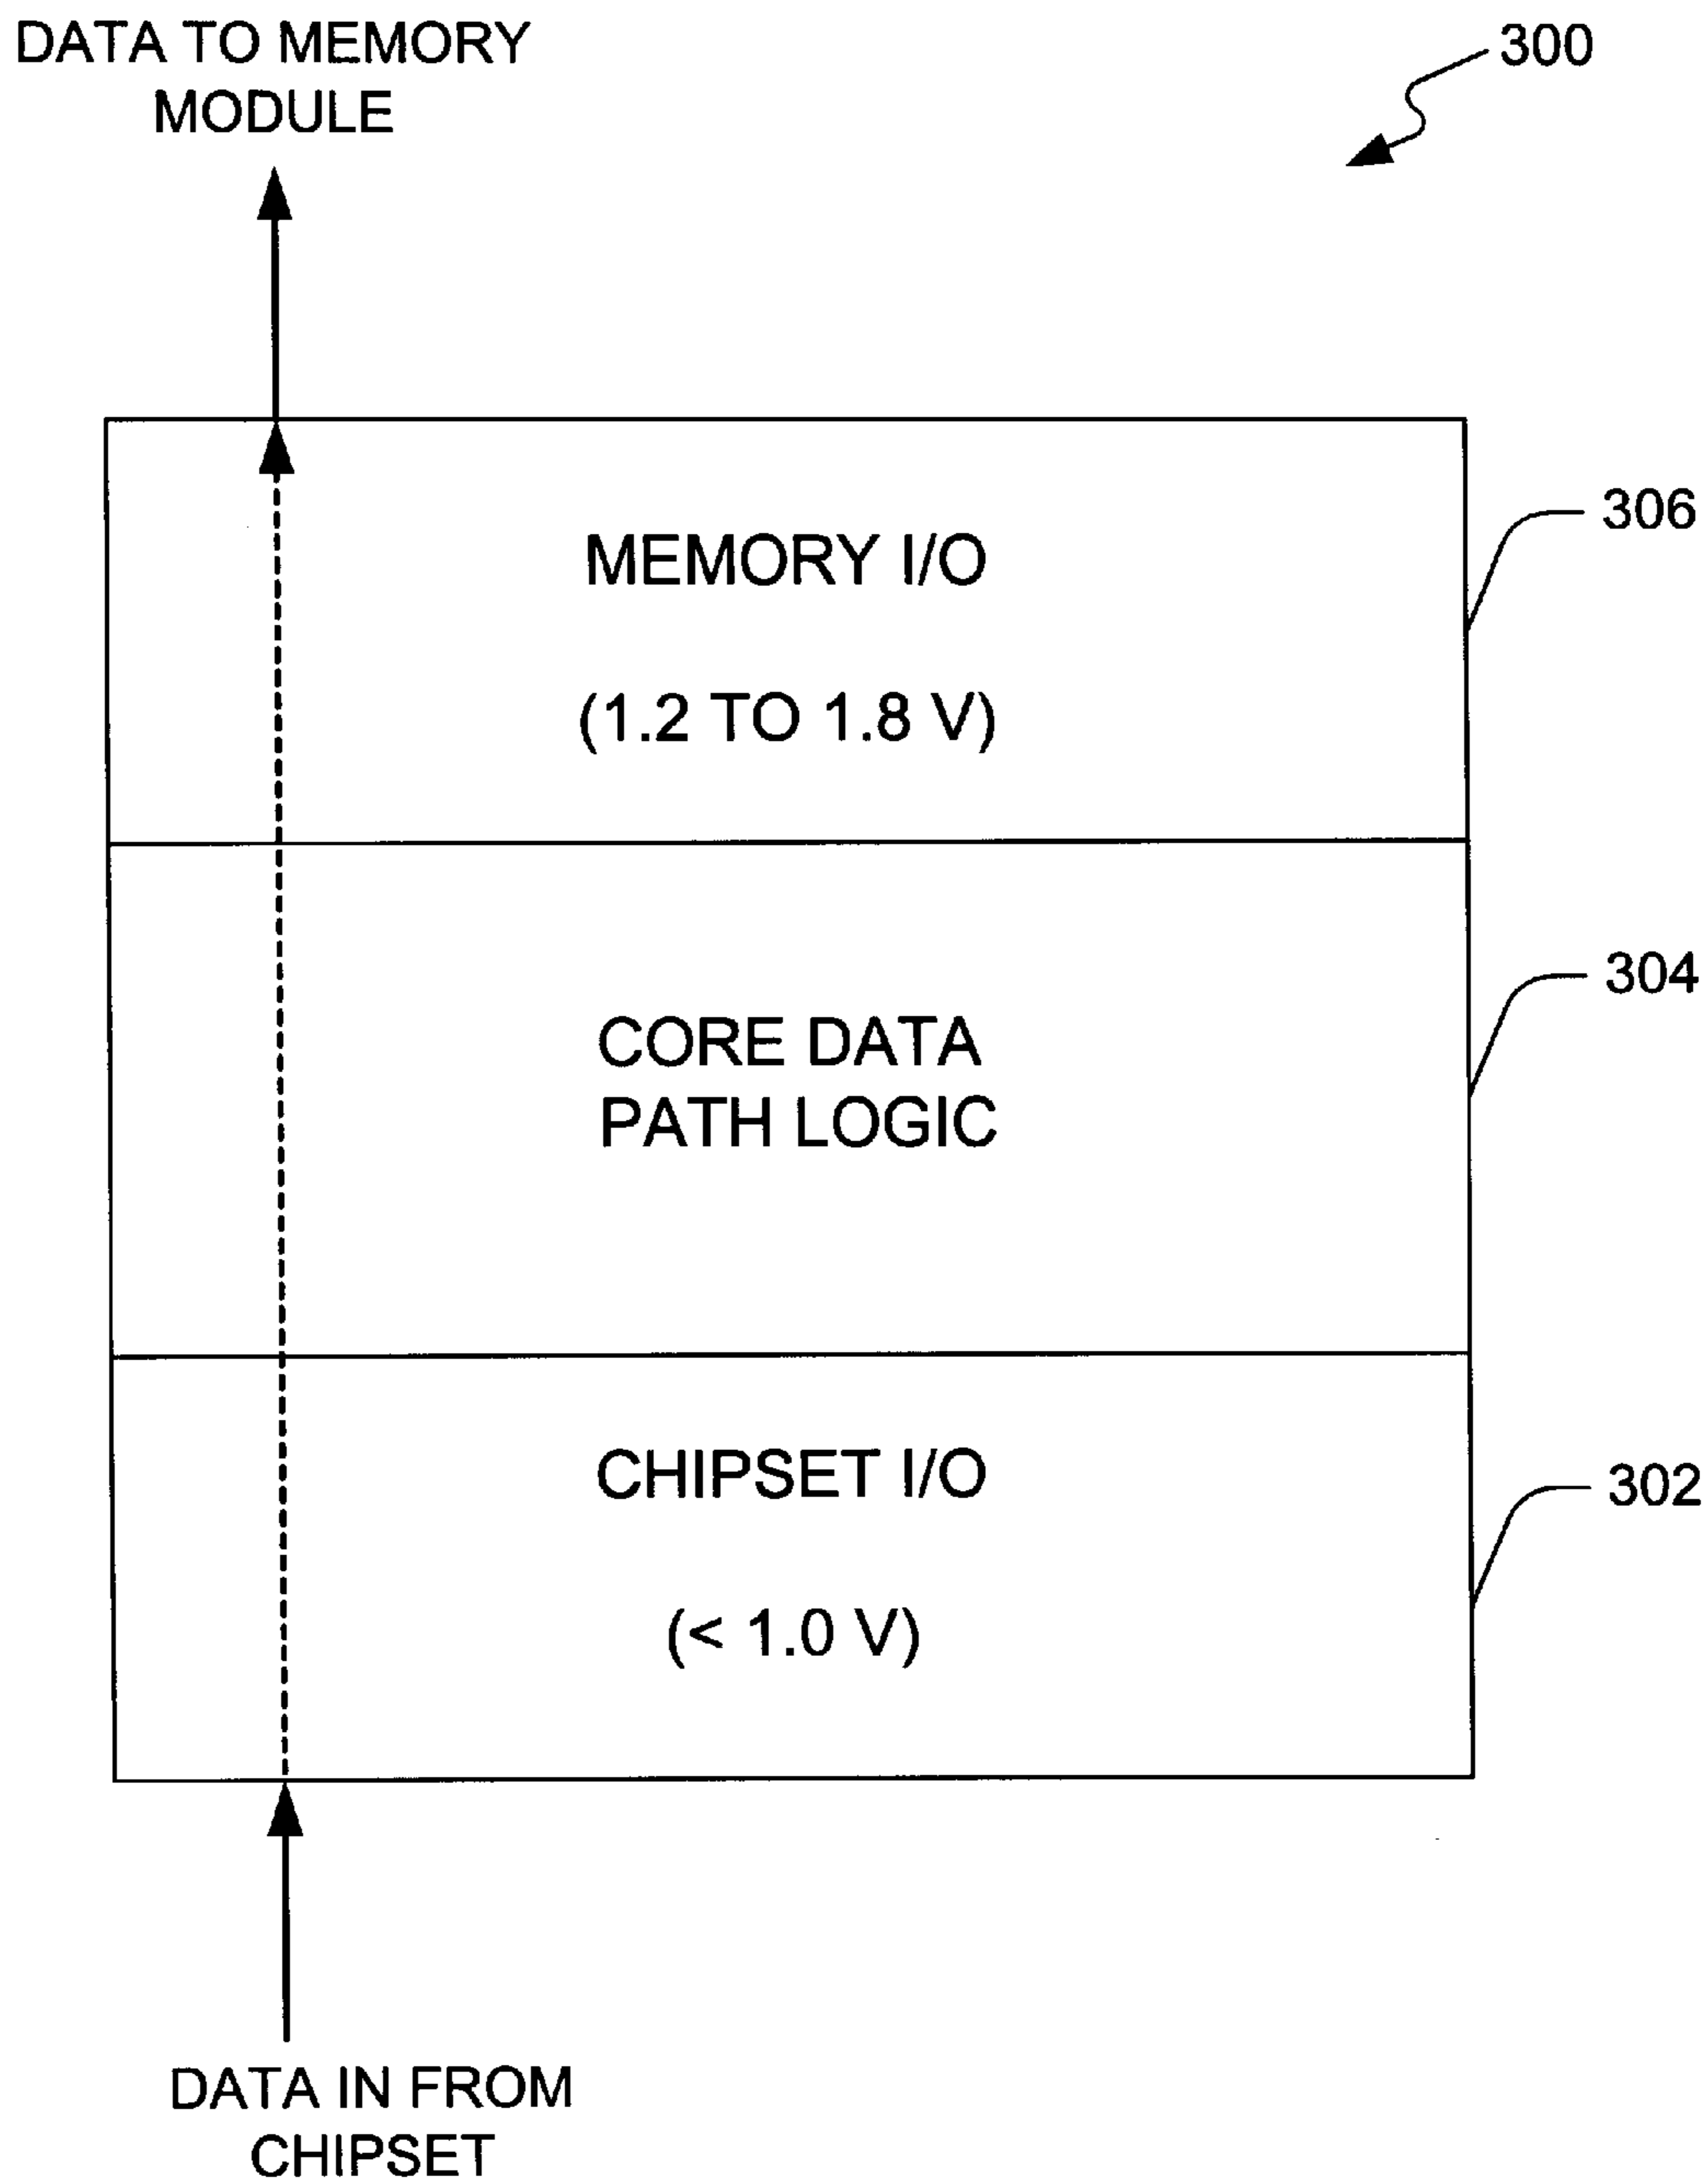 DATA TO MEMORY
MODULE
300
306
MEMORY I/O
(1.2 TO 1.8 V)
304
CORE DATA
PATH LOGIC
CHIPSET I/O
302
(< 1.0 V)
DATA IN FROM
CHIPSET